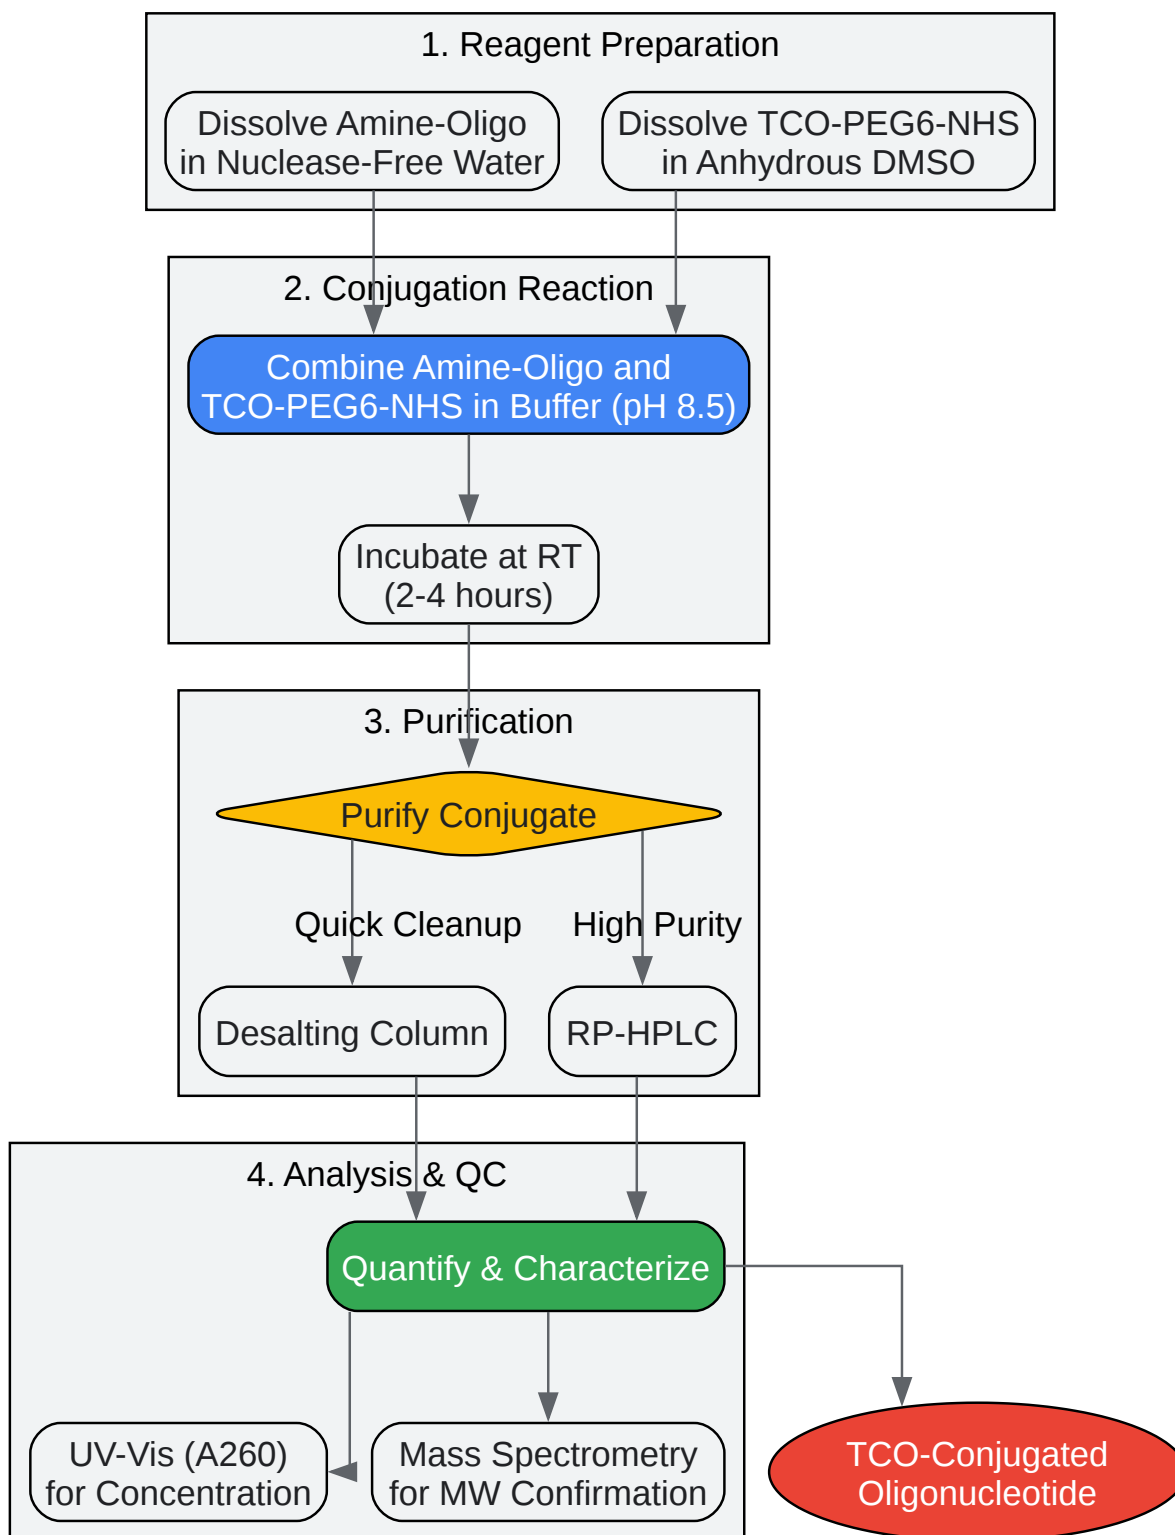 1. Reagent Preparation
Dissolve Amine-Oligo
in Nuclease-Free Water
Dissolve TCO-PEG6-NHS
in Anhydrous DMSO
2. Conjugation Reaction
Combine Amine-Oligo and
TCO-PEG6-NHS in Buffer (pH 8.5)
Incubate at RT
(2-4 hours)
3. Purification
Purify Conjugate
Quick Cleanup
High Purity
Desalting Column
RP-HPLC
4. Analysis & QC
Quantify & Characterize
UV-Vis (A260)
for Concentration
Mass Spectrometry
for MW Confirmation
TCO-Conjugated
Oligonucleotide